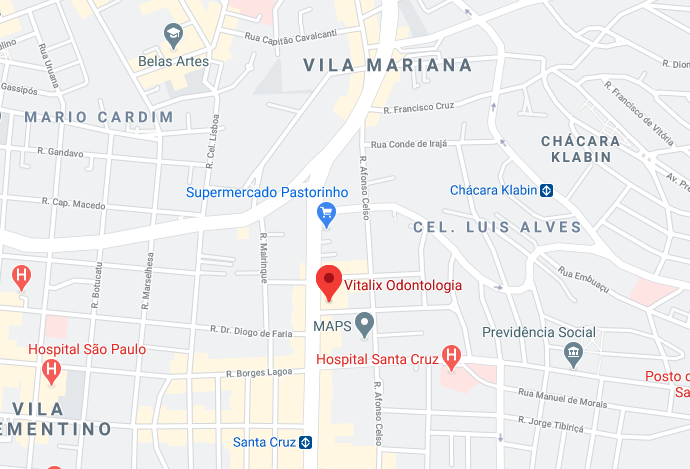 Rua Capitão Cavalcanti
Belas Artes
VILA MARIANA
Rua Uruana
Gassipós
R. Dion
R. Francisco Cruz
R. Francisco de Vitória
MARIO CARDIM
R. Cel. Lisboa
Rua Conde de Irajá
CHÁCARA
KLABIN
R. Gandavo
R. Afonso Celso
Av. Pre
Supermercado Pastorinho
Chácara Klabin
R. Cap. Macedo
CEL. LUIS ALVES
R. Mairinque
R. Botucatu
R. Marselhesa
Rua Embuaçu
H
Vitalix Odontologia
R. Dr. Diogo de Faria
MAPS
Previdência Social
Hospital São Paulo
Hospital Santa Cruz
H
H
R. Borges Lagoa
Posto d
Sa
VILA
EMENTINO
R. Afonso Celso
Rua Manuel de Morais
R. Jorge Tibiriçá
Santa Cruz